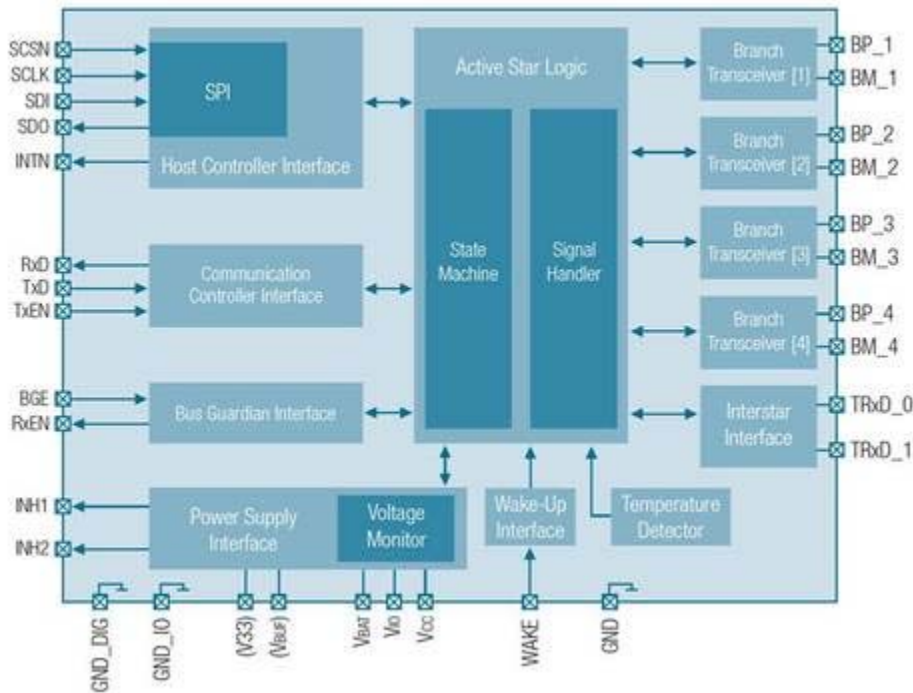 SCSN
SCLK
SDI
SDO
INTN
SPI
Host Controller Interface
RxD
TxD
TxEN
Communication
Controller Interface
BGE
RxEN
Bus Guardian Interface
INH1
INH2
Power Supply
Interface
Voltage
Monitor
Active Star Logic
State
Machine
Signal
Handler
Wake-Up
Interface
Temperature
Detector
Branch
Transceiver [1]
BP_1
BM_1
Branch
Transceiver [2]
BP_2
BM_2
Branch
Transceiver [3]
BP_3
BM_3
Branch
Transceiver [4]
BP_4
BM_4
Interstar
Interface
TRxD_0
TRxD_1
GND_DIG
GND_IO
(V33)
(VBUF)
VBAT
VIO
VCC
WAKE
GND